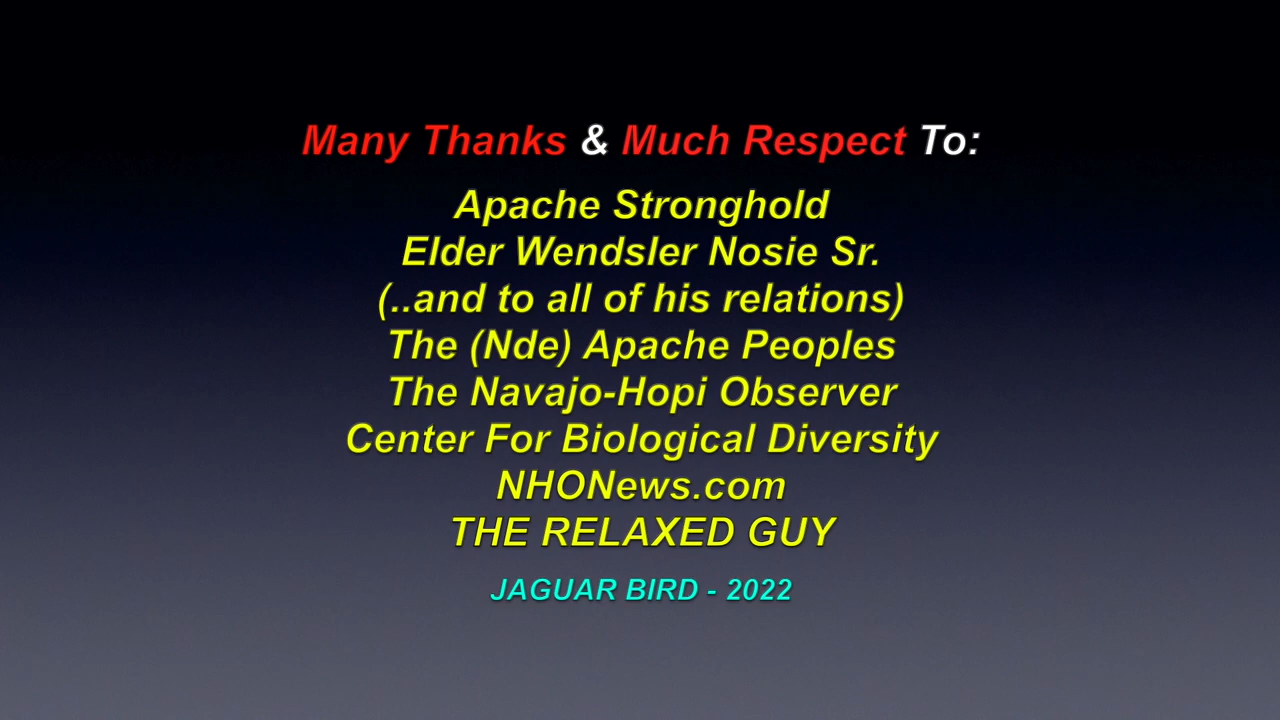 Many Thanks & Much Respect To:
Apache Stronghold
Elder Wendsler Nosie Sr.
(..and to all of his relations)
The (Nde) Apache Peoples
The Navajo-Hopi Observer
Center For Biological Diversity
NHONews.com
THE RELAXED GUY
JAGUAR BIRD - 2022